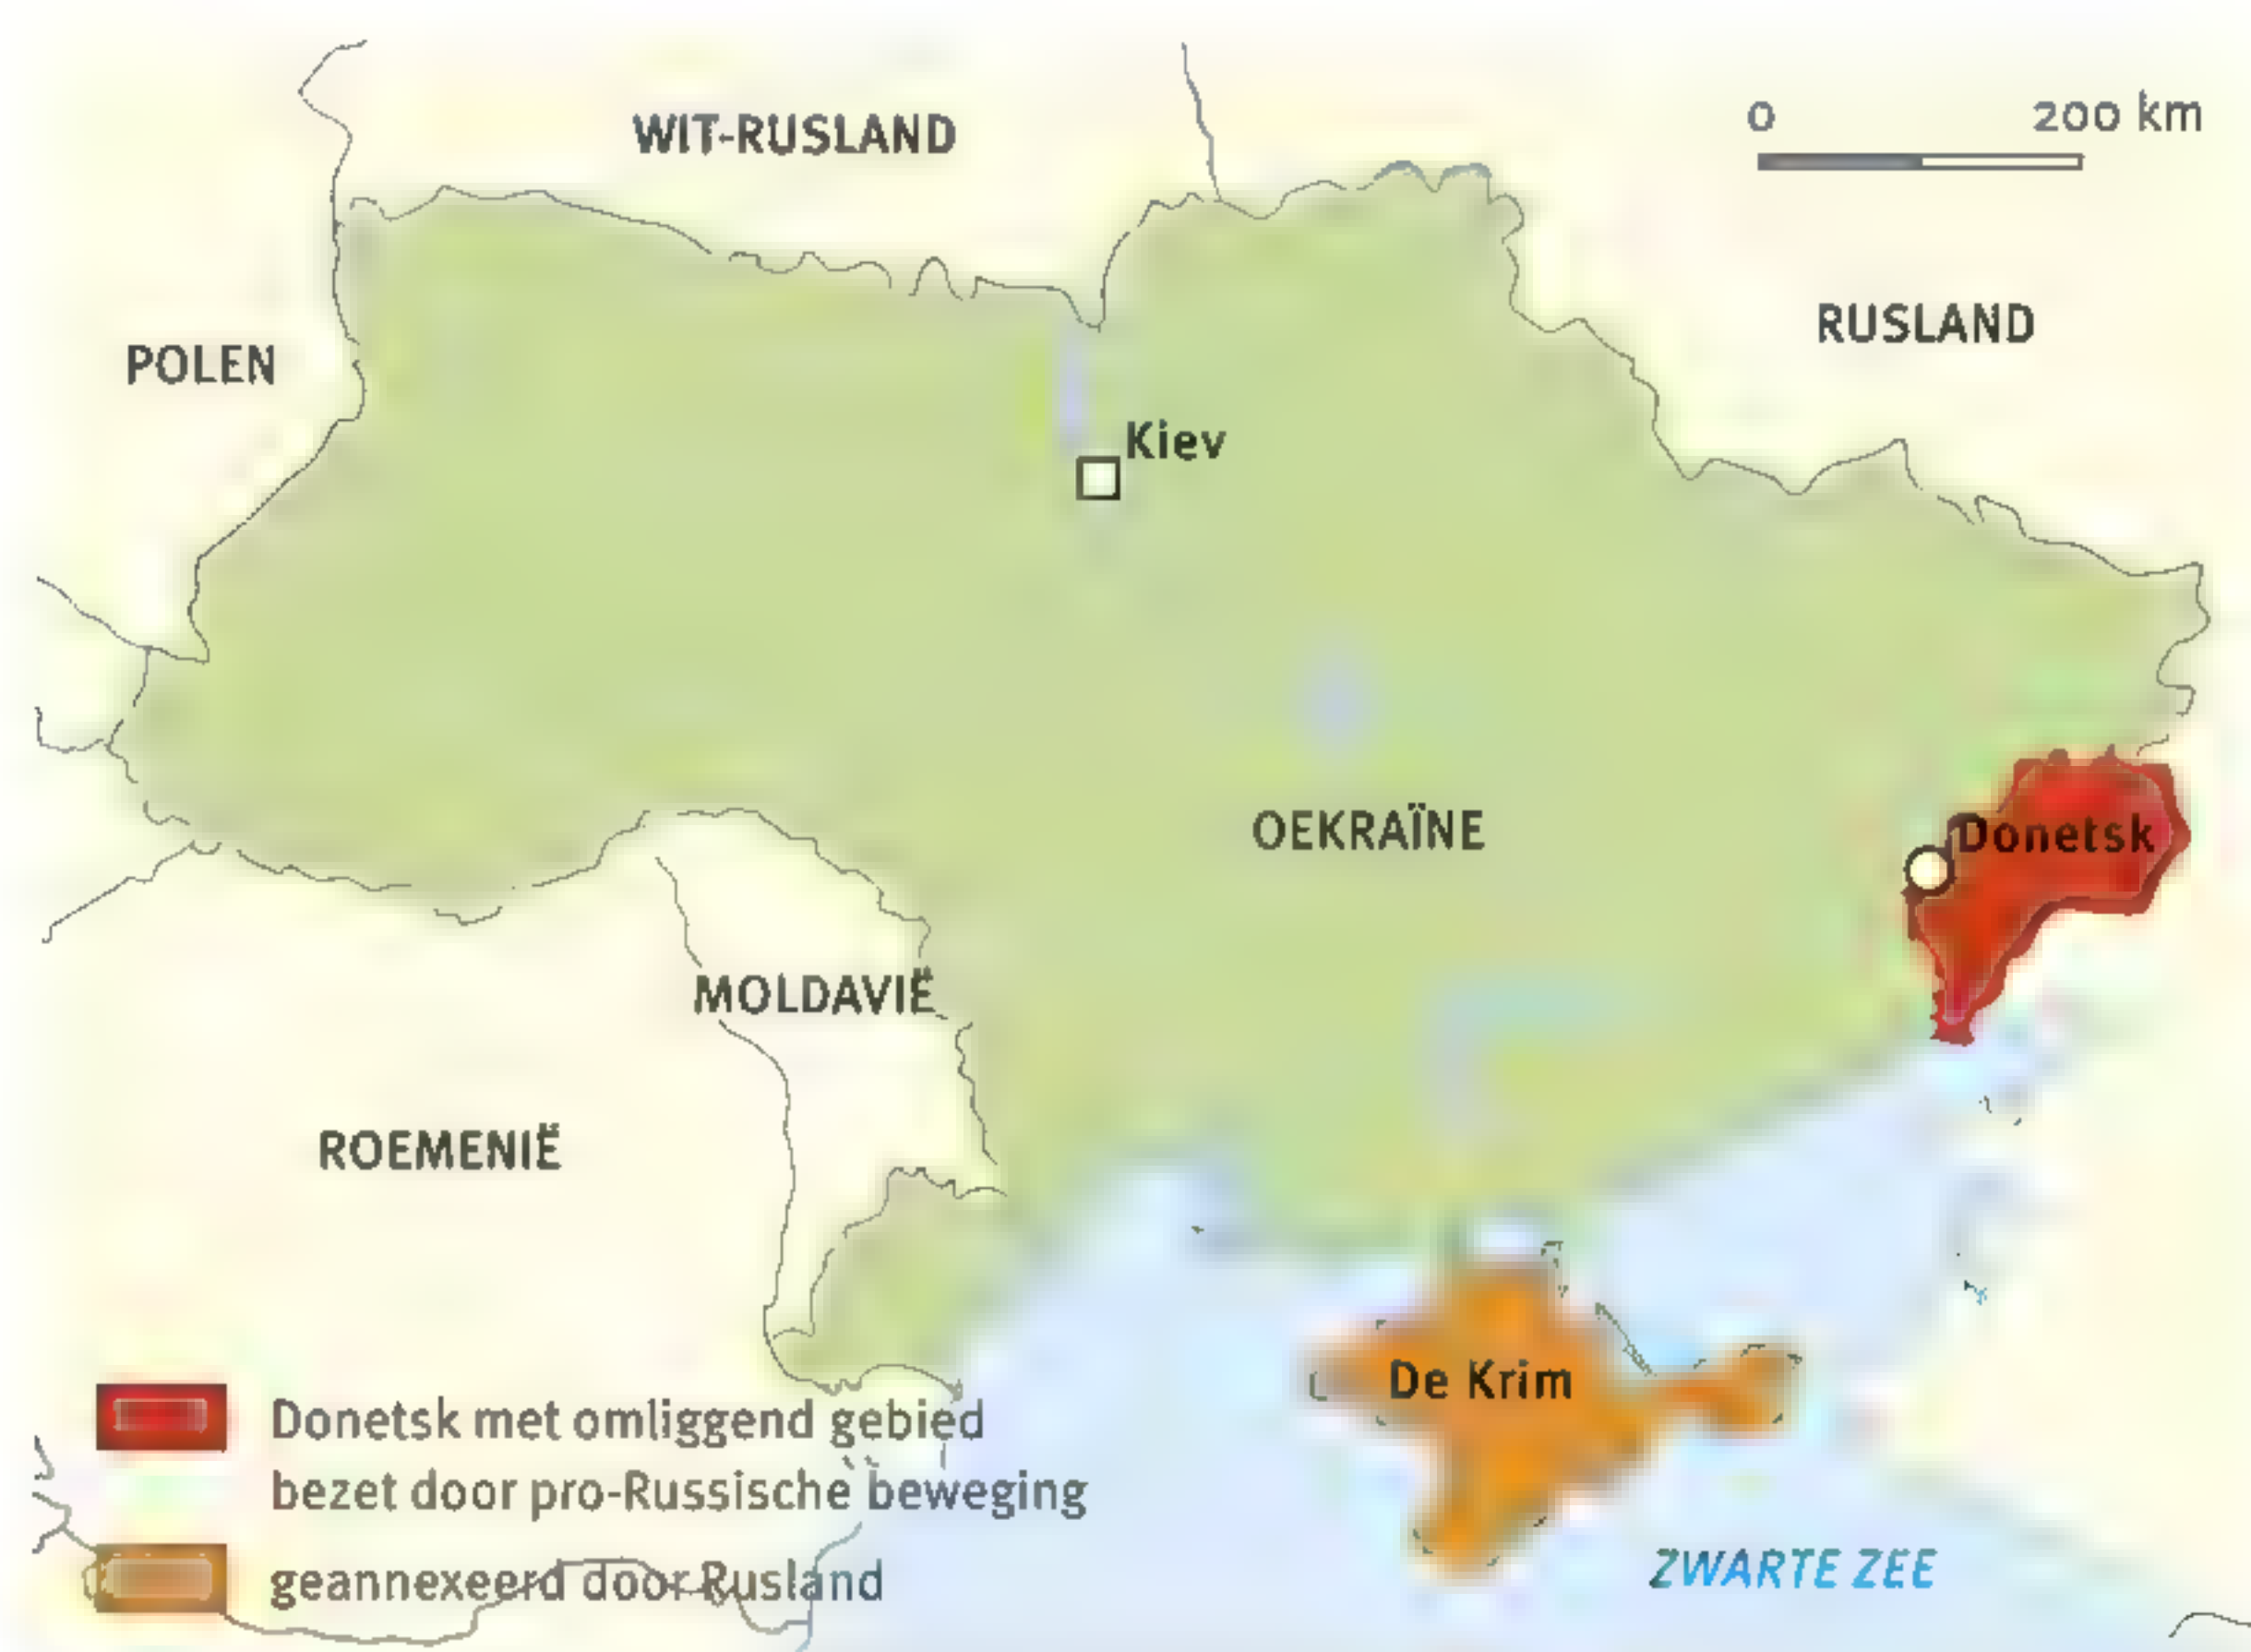 WIT-RUSLAND
0 200 km
RUSLAND
POLEN
Kiev
OEKRAÏNE
Donetsk
MOLDAVIË
ROEMENIË
De Krim
Donetsk met omliggend gebied
bezet door pro-Russische beweging
ZWARTE ZEE
geannexeerd door Rusland